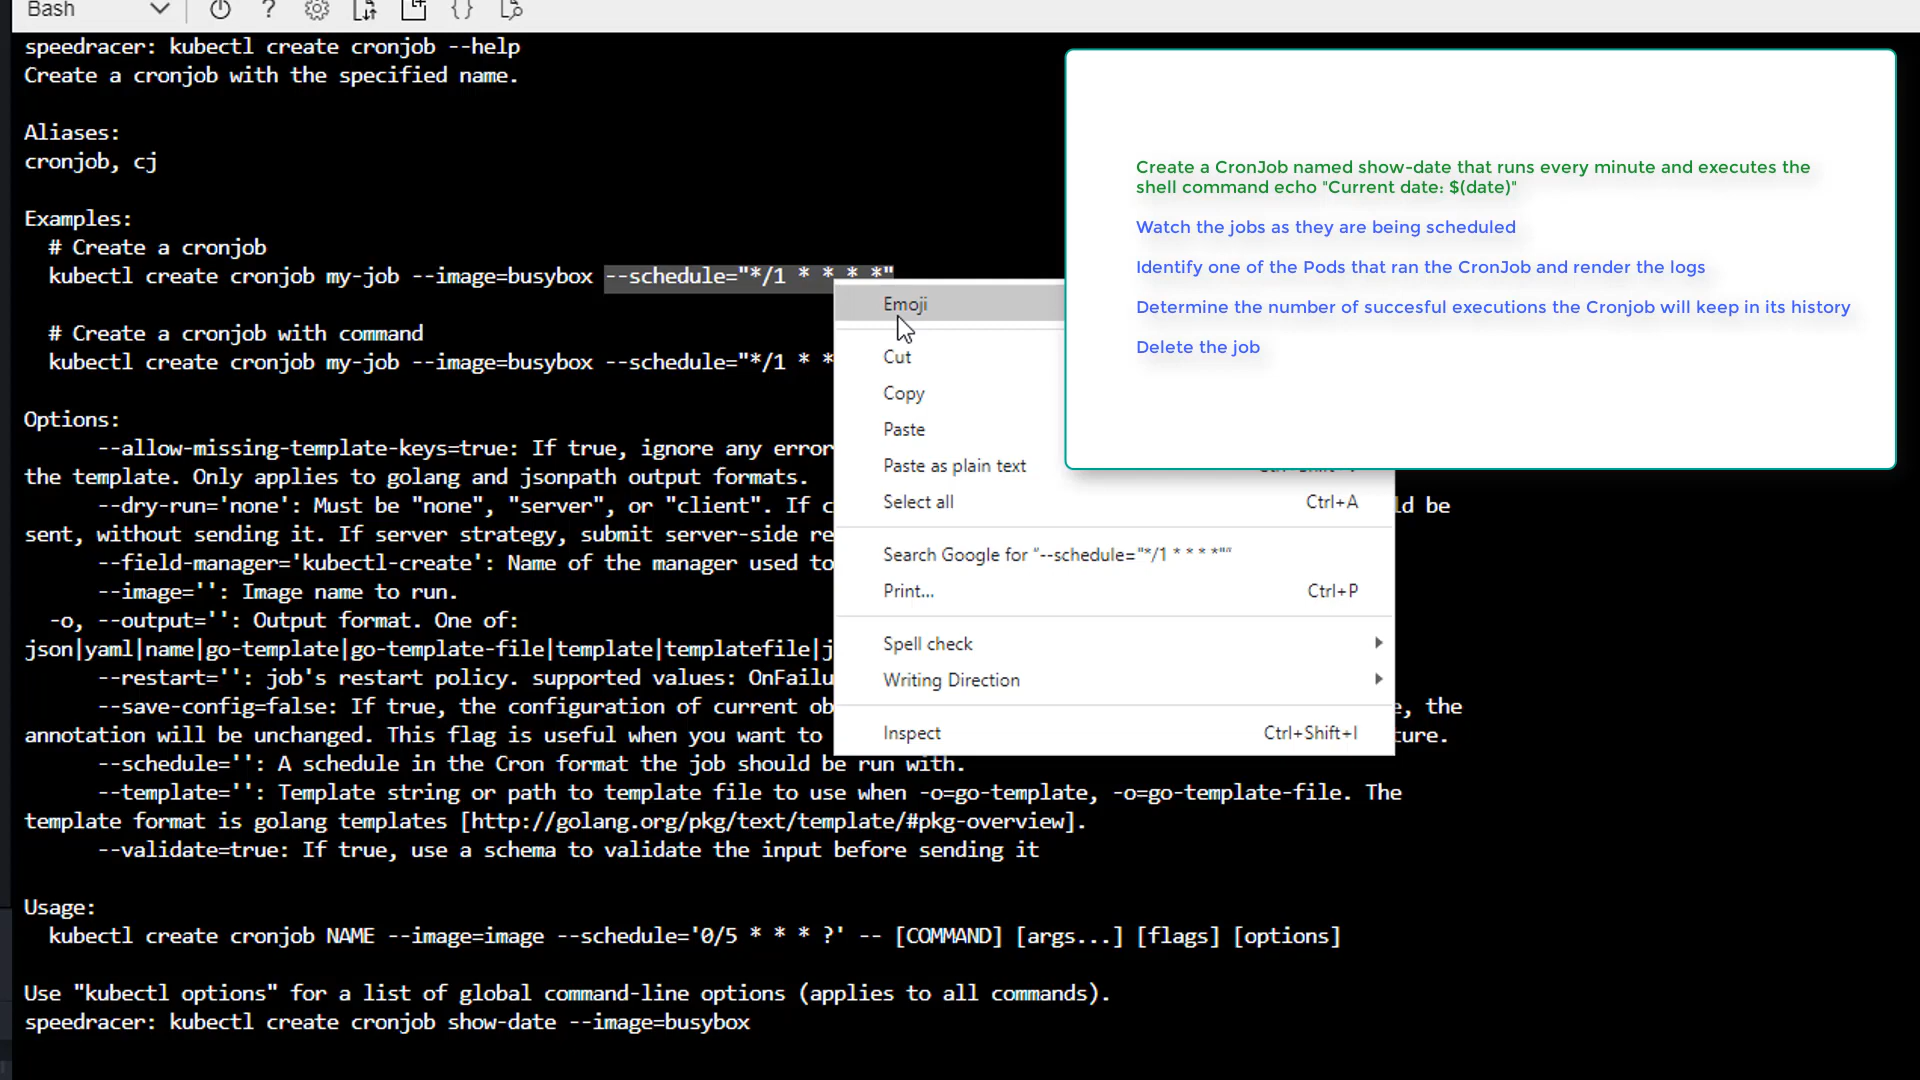 Bash
speedracer: kubectl create cronjob --help
Create a cronjob with the specified name.
Aliases:
cronjob, cj
Examples:
# Create a cronjob
kubectl create cronjob my-job --image=busybox --schedule="*/1 * * * *"
# Create a cronjob with command
kubectl create cronjob my-job --image=busybox --schedule="*/1 * *
Options:
--allow-missing-template-keys=true: If true, ignore any error
the template. Only applies to golang and jsonpath output formats.
--dry-run='none': Must be "none", "server", or "client". If c ld be
sent, without sending it. If server strategy, submit server-side re
--field-manager='kubectl-create': Name of the manager used to
--image='': Image name to run.
-o, --output='': Output format. One of:
json|yaml|name|go-template|go-template-file|template|templatefile|j
--restart='': job's restart policy. supported values: OnFailu
--save-config=false: If true, the configuration of current ob e, the
annotation will be unchanged. This flag is useful when you want to ture.
--schedule='': A schedule in the Cron format the job should be run with.
--template='': Template string or path to template file to use when -o=go-template, -o=go-template-file. The
template format is golang templates [http://golang.org/pkg/text/template/#pkg-overview].
--validate=true: If true, use a schema to validate the input before sending it
Usage:
kubectl create cronjob NAME --image=image --schedule='0/5 * * * ?' -- [COMMAND] [args...] [flags] [options]
Use "kubectl options" for a list of global command-line options (applies to all commands).
speedracer: kubectl create cronjob show-date --image=busybox
Emoji
Cut
Copy
Paste
Paste as plain text
Select all Ctrl+A
Search Google for "--schedule="*/1 * * * *""
Print... Ctrl+P
Spell check
Writing Direction
Inspect Ctrl+Shift+I
Create a CronJob named show-date that runs every minute and executes the
shell command echo "Current date: $(date)"
Watch the jobs as they are being scheduled
Identify one of the Pods that ran the CronJob and render the logs
Determine the number of succesful executions the Cronjob will keep in its history
Delete the job